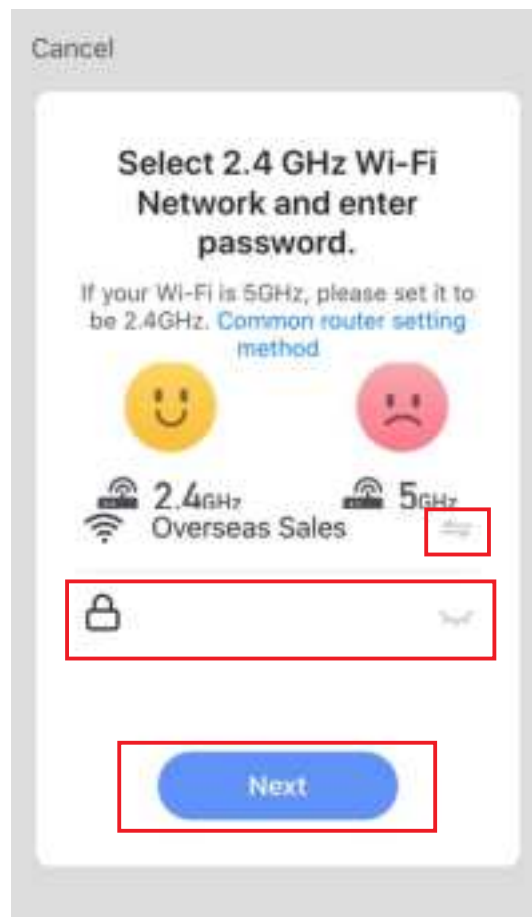 Cancel
Select 2.4 GHz Wi-Fi
Network and enter
password.
If your Wi-Fi is 5GHz, please set it to
be 2.4GHz. Common router setting
method
2.4GHz
5GHz
Overseas Sales
Next